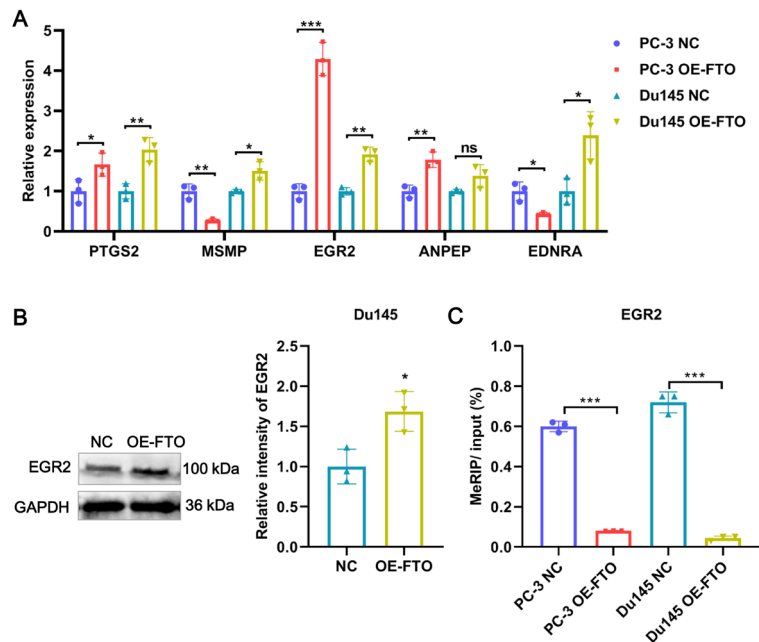 A
Relative expression
6
5
4
3
2
1
0
*
**
**
*
***
**
**
ns
*
*
PTGS2
MSMP
EGR2
ANPEP
EDNRA
PC-3 NC
PC-3 OE-FTO
Du145 NC
Du145 OE-FTO
B
NC OE-FTO
EGR2 100 kDa
GAPDH 36 kDa
Du145
Relative intensity of EGR2
2.5
2.0
1.5
1.0
0.5
0.0
*
NC
OE-FTO
C
EGR2
MeRIP/ input (%)
1.0
0.8
0.6
0.4
0.2
0.0
***
***
PC-3 NC
PC-3 OE-FTO
Du145 NC
Du145 OE-FTO